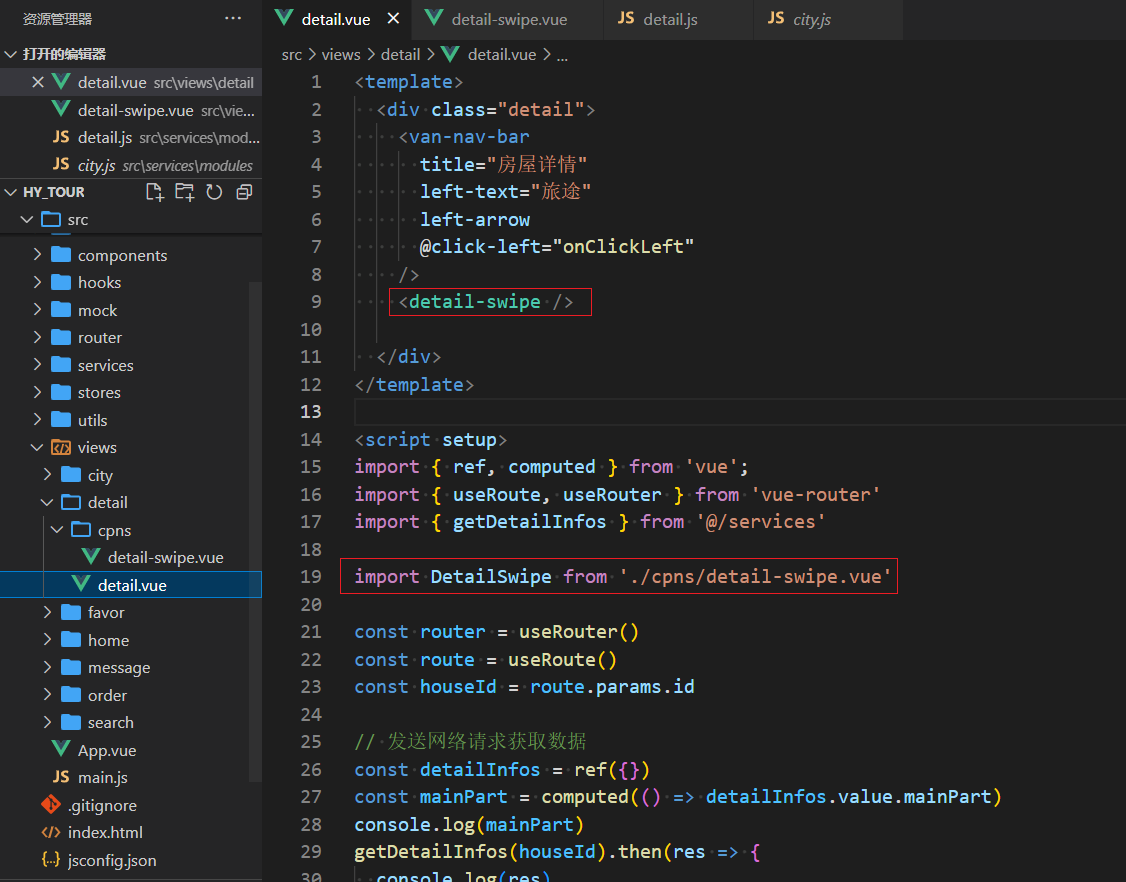 资源管理器
打开的编辑器
detail.vue src\views\detail
detail-swipe.vue src\vie...
JS detail.js src\services\mod...
JS city.js src\services\modules
HY_TOUR
src
components
hooks
mock
router
services
stores
utils
views
city
detail
cpns
detail-swipe.vue
detail.vue
favor
home
message
order
search
App.vue
JS main.js
.gitignore
index.html
jsconfig.json
detail.vue
detail-swipe.vue
JS detail.js
JS city.js
src > views > detail > detail.vue > ...
1 <template>
2 <div class="detail">
3 <van-nav-bar
4 title="房屋详情"
5 left-text="旅途"
6 left-arrow
7 @click-left="onClickLeft"
8 />
9 <detail-swipe />
10
11 </div>
12 </template>
13
14 <script setup>
15 import { ref, computed } from 'vue';
16 import { useRoute, useRouter } from 'vue-router'
17 import { getDetailInfos } from '@/services'
18
19 import DetailSwipe from './cpns/detail-swipe.vue'
20
21 const router = useRouter()
22 const route = useRoute()
23 const houseId = route.params.id
24
25 // 发送网络请求获取数据
26 const detailInfos = ref({})
27 const mainPart = computed(() => detailInfos.value.mainPart)
28 console.log(mainPart)
29 getDetailInfos(houseId).then(res => {
30 console.log(res)